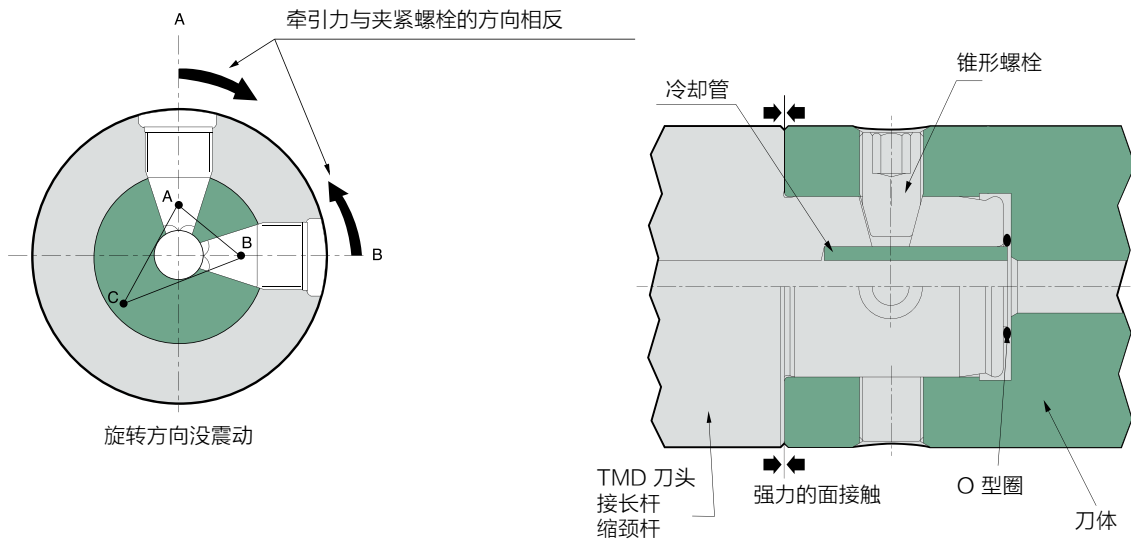 A
牵引力与夹紧螺栓的方向相反
A
B
B
C
旋转方向没震动
锥形螺栓
冷却管
TMD 刀头
接长杆
缩颈杆
强力的面接触
O 型圈
刀体